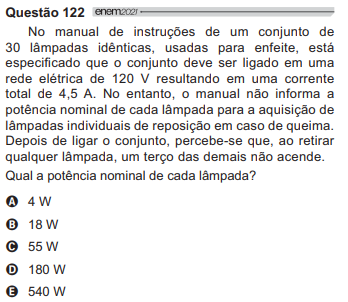 Questão 122 enem2021
No manual de instruções de um conjunto de
30 lâmpadas idênticas, usadas para enfeite, está
especificado que o conjunto deve ser ligado em uma
rede elétrica de 120 V resultando em uma corrente
total de 4,5 A. No entanto, o manual não informa a
potência nominal de cada lâmpada para a aquisição de
lâmpadas individuais de reposição em caso de queima.
Depois de ligar o conjunto, percebe-se que, ao retirar
qualquer lâmpada, um terço das demais não acende.
Qual a potência nominal de cada lâmpada?
A 4 W
B 18 W
C 55 W
D 180 W
E 540 W